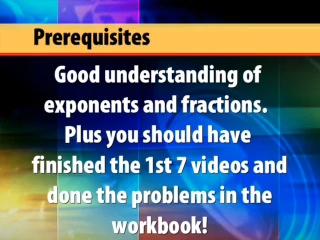 Prerequisites
Good understanding of
exponents and fractions.
Plus you should have
finished the 1st 7 videos and
done the problems in the
workbook!